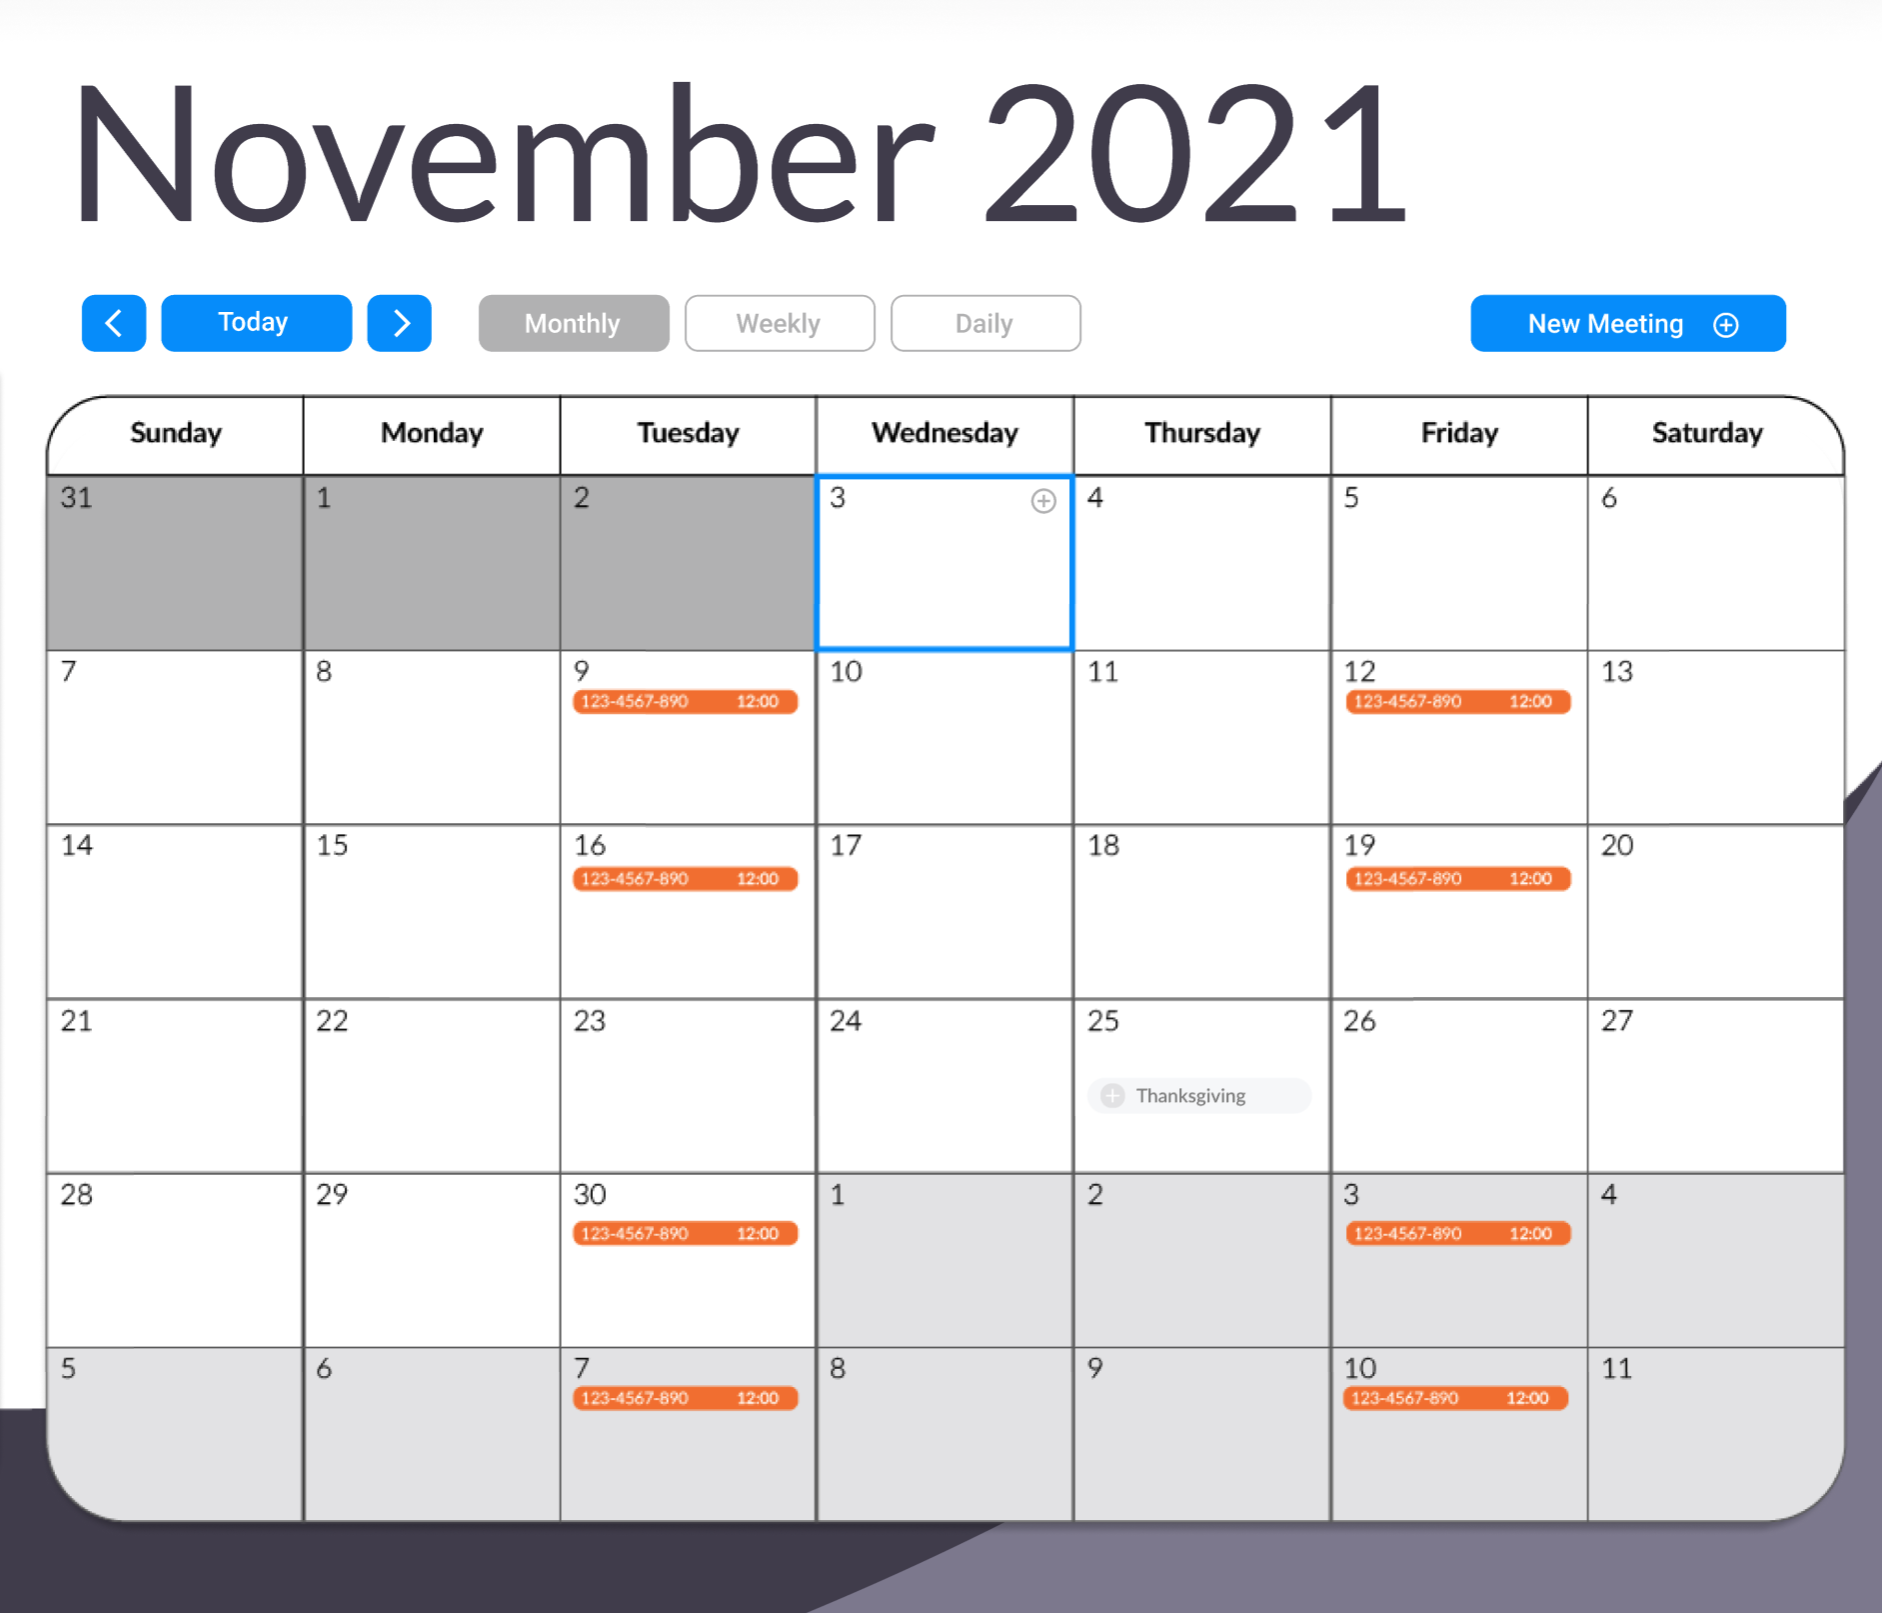 November 2021
Today Monthly Weekly Daily New Meeting
Sunday Monday Tuesday Wednesday Thursday Friday Saturday
31 1 2 3 4 5 6
7 8 9 10 11 12 13
123-4567-890 12:00 123-4567-890 12:00
14 15 16 17 18 19 20
123-4567-890 12:00 123-4567-890 12:00
21 22 23 24 25 26 27
Thanksgiving
28 29 30 1 2 3 4
123-4567-890 12:00 123-4567-890 12:00
5 6 7 8 9 10 11
123-4567-890 12:00 123-4567-890 12:00